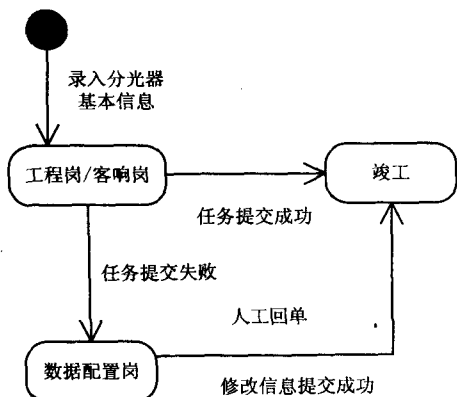 录入分光器
基本信息
工程岗/客响岗
竣工
任务提交成功
任务提交失败
人工回单
数据配置岗
修改信息提交成功